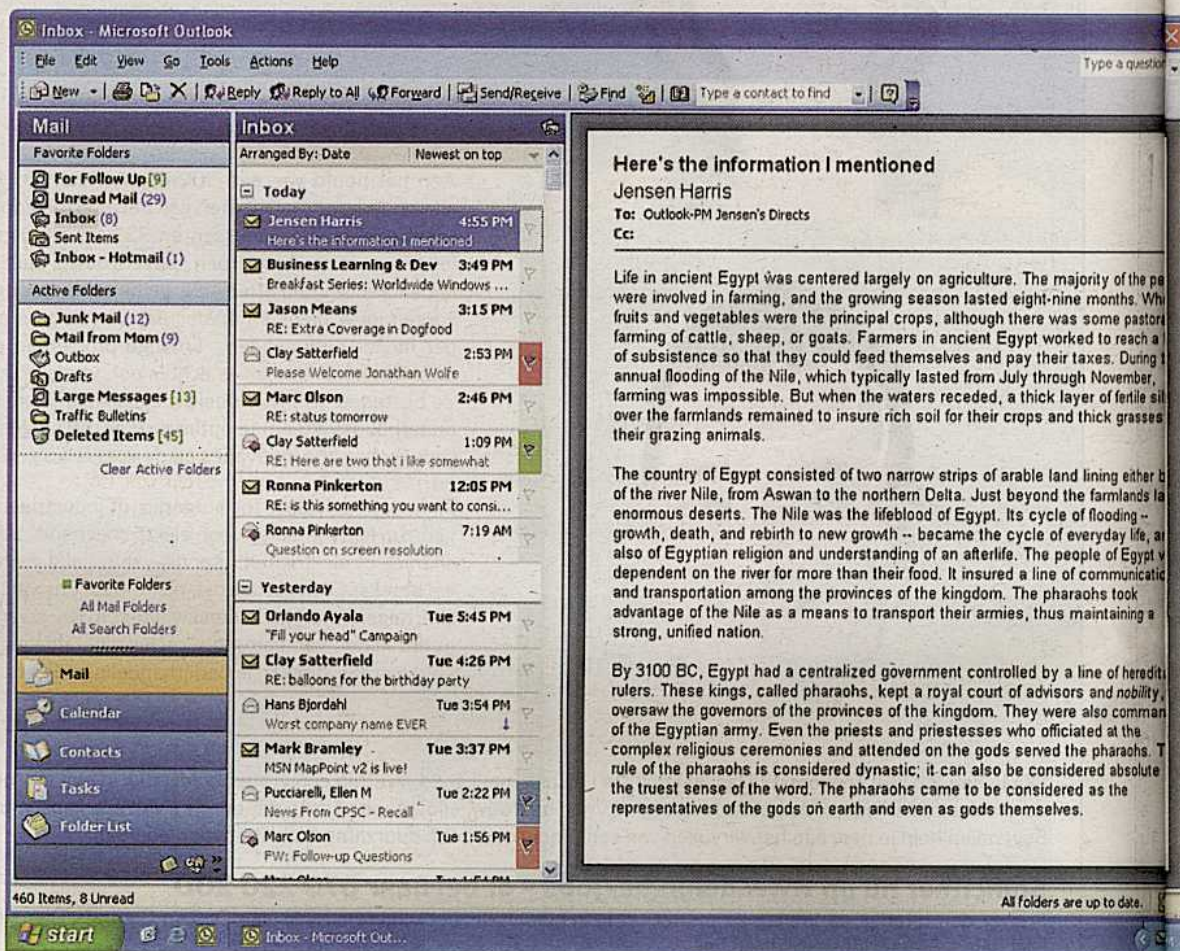 Inbox - Microsoft Outlook
File Edit View Go Tools Actions Help
Type a question
New Reply Reply to All Forward Send/Receive Find Type a contact to find
Mail
Favorite Folders
For Follow Up [9]
Unread Mail (29)
Inbox (8)
Sent Items
Inbox - Hotmail (1)
Active Folders
Junk Mail (12)
Mail from Mom (9)
Outbox
Drafts
Large Messages [13]
Traffic Bulletins
Deleted Items [45]
Clear Active Folders
Favorite Folders
All Mail Folders
All Search Folders
Mail
Calendar
Contacts
Tasks
Folder List
Inbox
Arranged By: Date Newest on top
Today
Jensen Harris 4:55 PM
Here's the information I mentioned
Business Learning & Dev 3:49 PM
Breakfast Series: Worldwide Windows ...
Jason Means 3:15 PM
RE: Extra Coverage in Dogfood
Clay Satterfield 2:53 PM
Please Welcome Jonathan Wolfe
Marc Olson 2:46 PM
RE: status tomorrow
Clay Satterfield 1:09 PM
RE: Here are two that i like somewhat
Ronna Pinkerton 12:05 PM
RE: is this something you want to consi...
Ronna Pinkerton 7:19 AM
Question on screen resolution
Yesterday
Orlando Ayala Tue 5:45 PM
"Fill your head" Campaign
Clay Satterfield Tue 4:26 PM
RE: balloons for the birthday party
Hans Bjordahl Tue 3:54 PM
Worst company name EVER
Mark Bramley Tue 3:37 PM
MSN MapPoint v2 is live!
Pucciarelli, Ellen M Tue 2:22 PM
News From CPSC - Recall
Marc Olson Tue 1:56 PM
FW: Follow-up Questions
Here's the information I mentioned
Jensen Harris
To: Outlook-PM Jensen's Directs
Cc:
Life in ancient Egypt was centered largely on agriculture. The majority of the
were involved in farming, and the growing season lasted eight-nine months.
fruits and vegetables were the principal crops, although there was some
farming of cattle, sheep, or goats. Farmers in ancient Egypt worked to reach a
of subsistence so that they could feed themselves and pay their taxes. During
annual flooding of the Nile, which typically lasted from July through November,
farming was impossible. But when the waters receded, a thick layer of fertile
over the farmlands remained to insure rich soil for their crops and thick grasses
their grazing animals.
The country of Egypt consisted of two narrow strips of arable land lining either
of the river Nile, from Aswan to the northern Delta. Just beyond the farmlands
enormous deserts. The Nile was the lifeblood of Egypt. Its cycle of flooding --
growth, death, and rebirth to new growth -- became the cycle of everyday life,
also of Egyptian religion and understanding of an afterlife. The people of Egypt
dependent on the river for more than their food. It insured a line of
and transportation among the provinces of the kingdom. The pharaohs took
advantage of the Nile as a means to transport their armies, thus maintaining a
strong, unified nation.
By 3100 BC, Egypt had a centralized government controlled by a line of
rulers. These kings, called pharaohs, kept a royal court of advisors and nobility,
oversaw the governors of the provinces of the kingdom. They were also
of the Egyptian army. Even the priests and priestesses who officiated at the
complex religious ceremonies and attended on the gods served the pharaohs.
rule of the pharaohs is considered dynastic; it can also be considered absolute
the truest sense of the word. The pharaohs came to be considered as the
representatives of the gods on earth and even as gods themselves.
460 Items, 8 Unread
All folders are up to date.
start
Inbox - Microsoft Out...